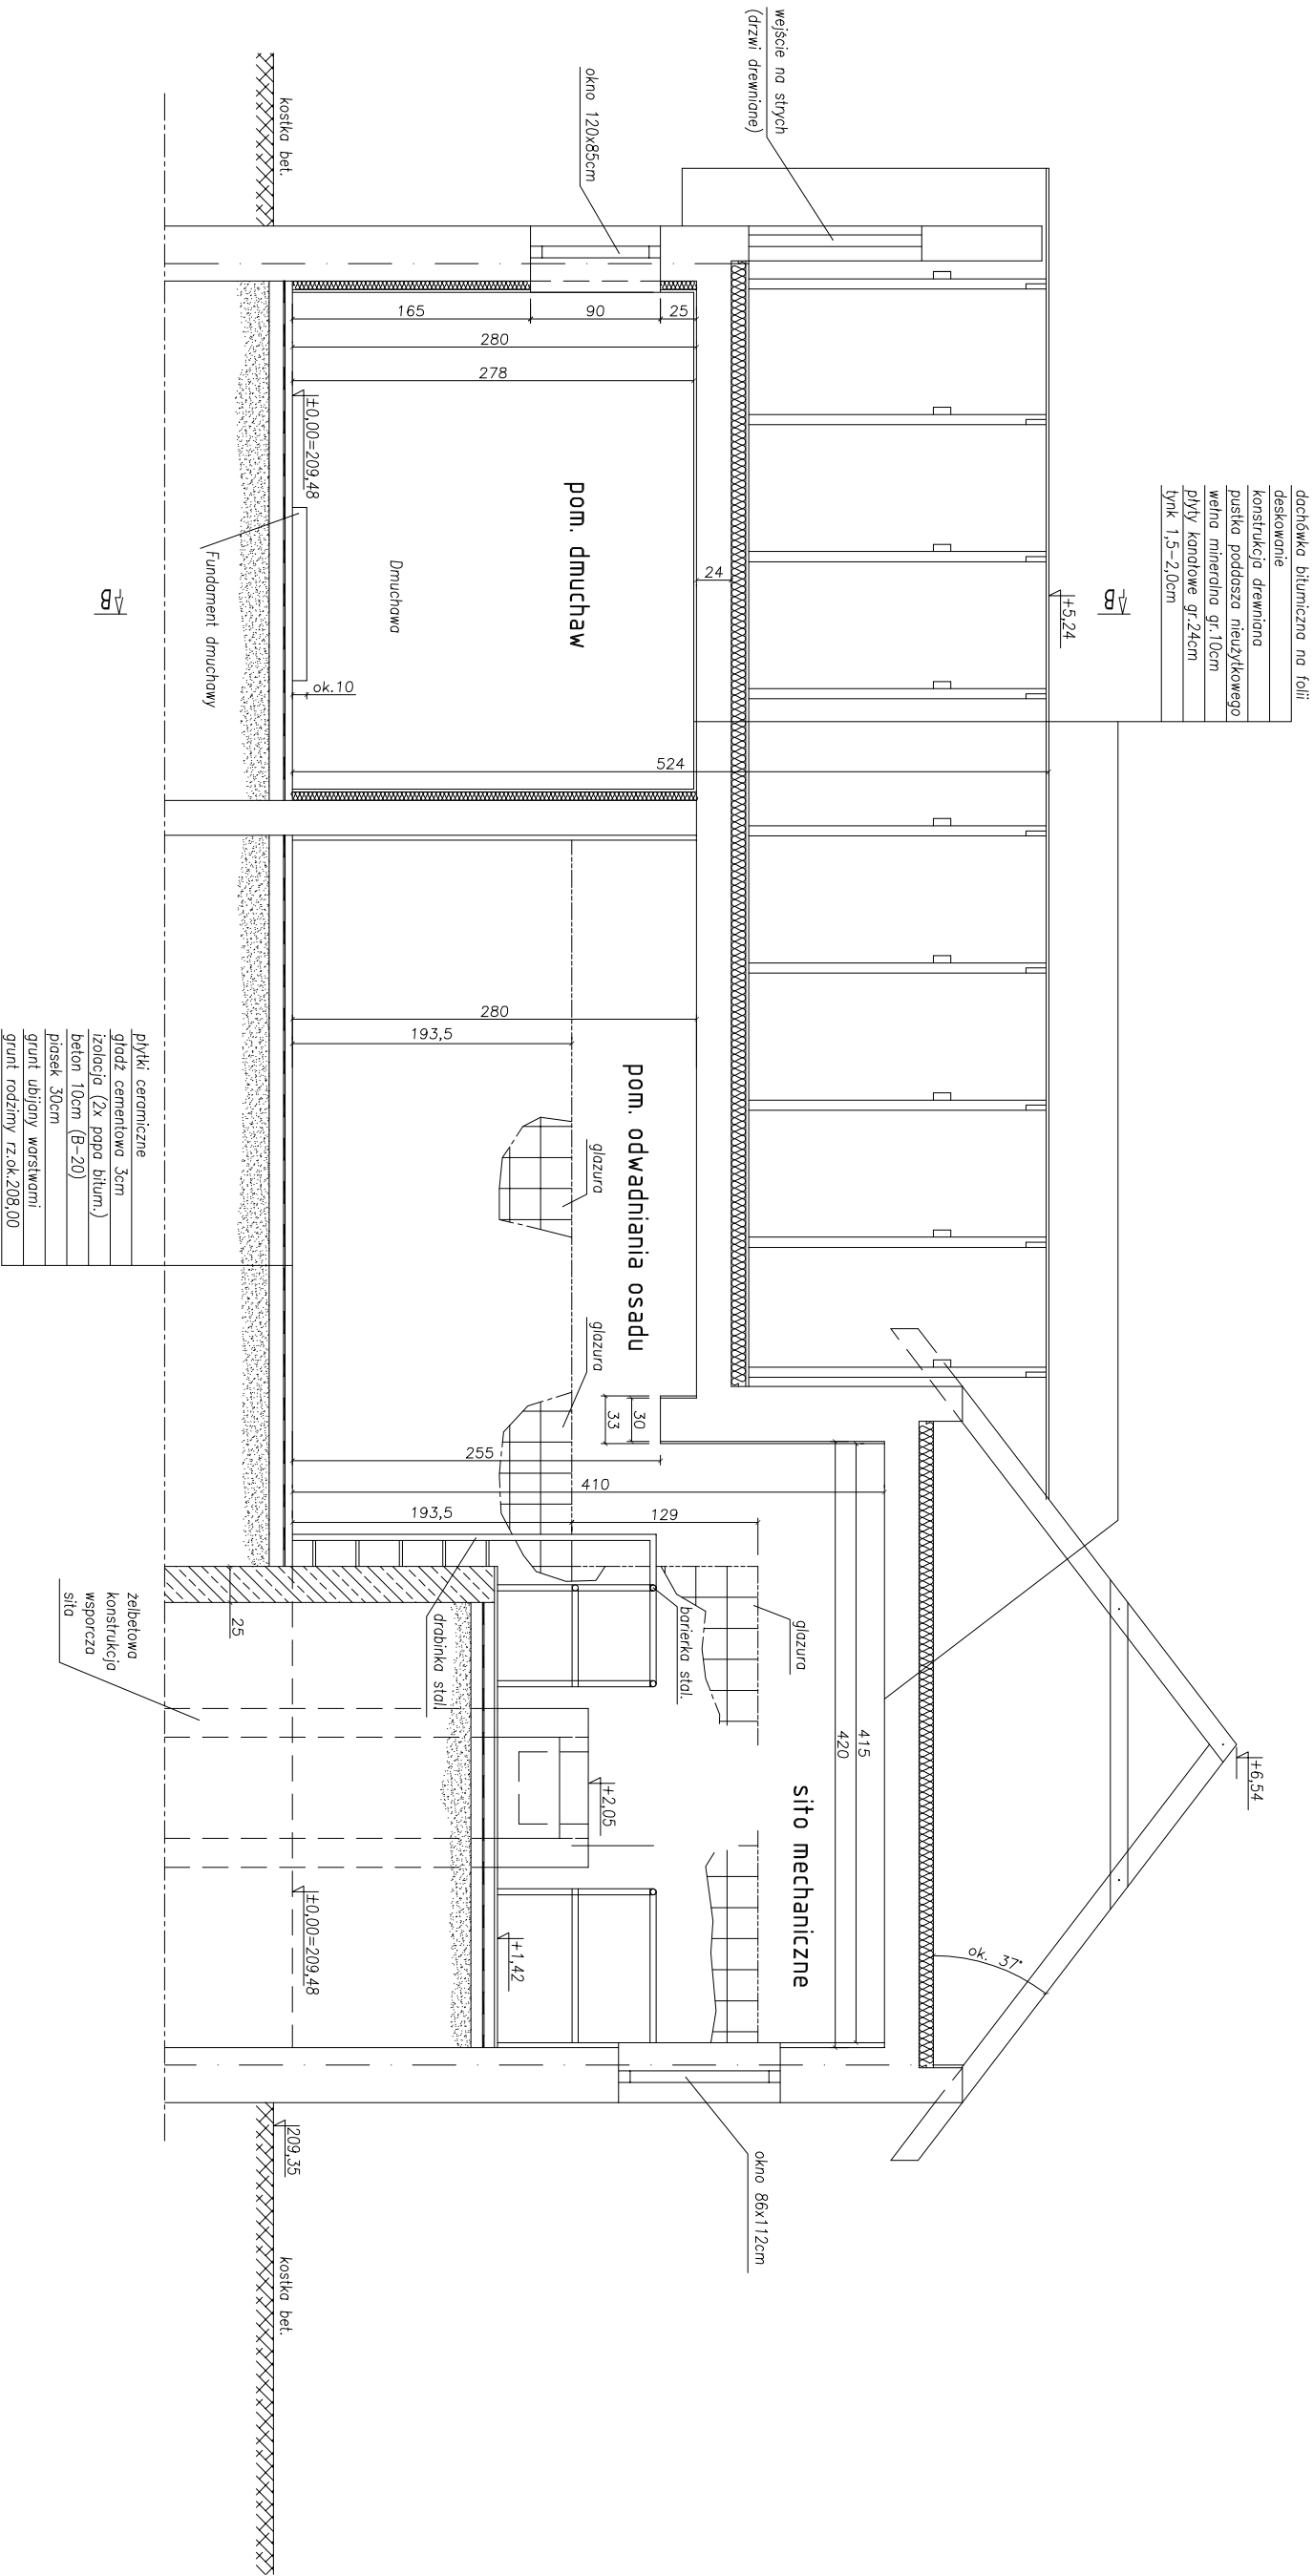 dachówka bitumiczna na folii
deskowanie
konstrukcja drewniana
pustka poddasza nieużytkowego
wełna mineralna gr.10cm
płyty kanałowe gr.24cm
tynk 1,5-2,0cm
+6,54
B
+5,24
ok. 37°
wejście na strych
(drzwi drewniane)
okno 120x85cm
24
415
420
sito mechaniczne
okno 86x112cm
25
90
165
280
278
524
pom. dmuchaw
pom. odwadniania osadu
280
193,5
glazura
glazura
30
33
255
410
193,5
129
glazura
barierka stal.
+2,05
Dmuchawa
±0,00=209,48
ok.10
drabinka stal.
+1,42
±0,00=209,48
kostka bet.
209,35
kostka bet.
Fundament dmuchawy
25
B
płytki ceramiczne
gładź cementowa 3cm
izolacja (2x papa bitum.)
beton 10cm (B-20)
piasek 30cm
grunt ubijany warstwami
grunt rodzimy rz.ok.208,00
żelbetowa
konstrukcja
wsporcza
sita